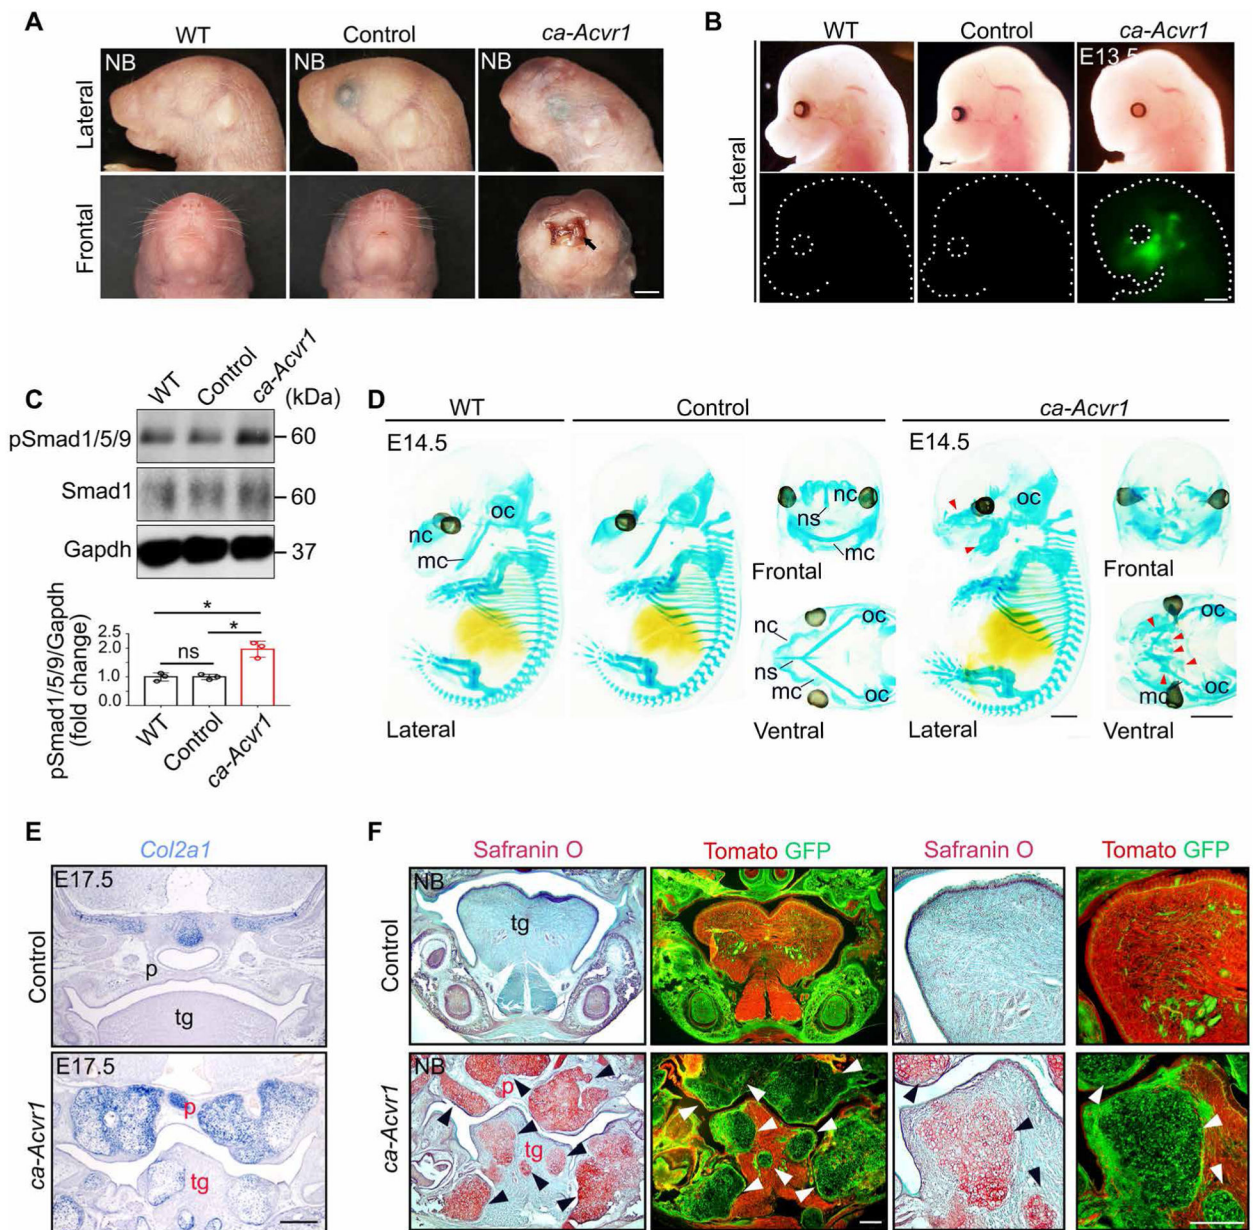 A
WT
Control
ca-Acvr1
NB
NB
NB
Lateral
Frontal
B
WT
Control
ca-Acvr1
E13.5
Lateral
C
WT
Control
ca-Acvr1
(kDa)
pSmad1/5/9
60
Smad1
60
Gapdh
37
pSmad1/5/9/Gapdh
(fold change)
2.5
2.0
1.0
0.0
*
*
ns
WT
Control
ca-Acvr1
D
WT
Control
ca-Acvr1
E14.5
oc
nc
mc
Lateral
nc
ns
mc
Frontal
nc
oc
ns
mc
oc
Ventral
E14.5
oc
Lateral
Frontal
oc
mc
oc
Ventral
E
Col2a1
E17.5
Control
p
tg
E17.5
ca-Acvr1
p
tg
F
Safranin O
Tomato GFP
Safranin O
Tomato GFP
NB
Control
tg
NB
ca-Acvr1
p
tg